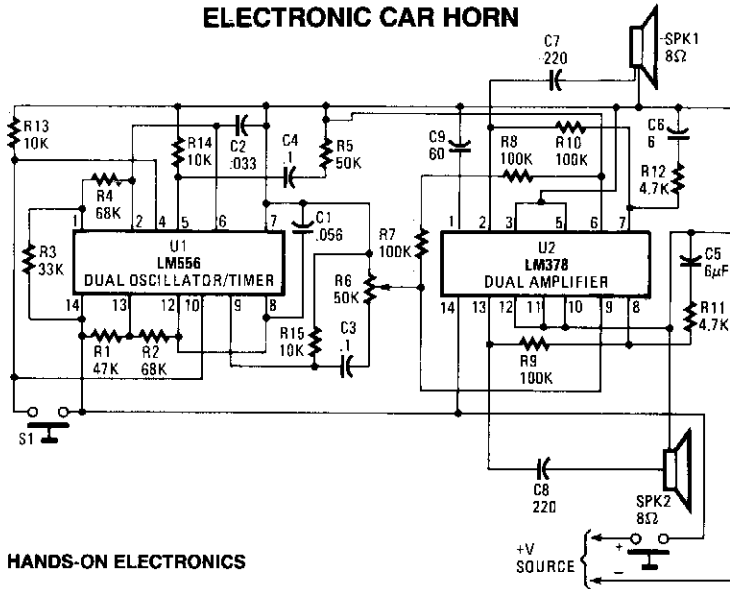 ELECTRONIC CAR HORN
C7
220
-SPK1
8Ω
R13
10K
R14
10K
C2
.033
C4
.1
R5
50K
C9
60
R8
100K
R10
100K
C6
6
R12
4.7K
R4
68K
1 2 4 5 6 7
C1
.056
R7
100K
1 2 3 5 6 7
R3
33K
U1
LM556
DUAL OSCILLATOR/TIMER
R6
50K
U2
LM378
DUAL AMPLIFIER
C5
6µF
14 13 12 10 9 8
14 13 12 11 10 9 8
R11
4.7K
R1
47K
R2
68K
R15
10K
C3
.1
R9
100K
S1
C8
220
SPK2
8Ω
+V
SOURCE
+
−
HANDS-ON ELECTRONICS